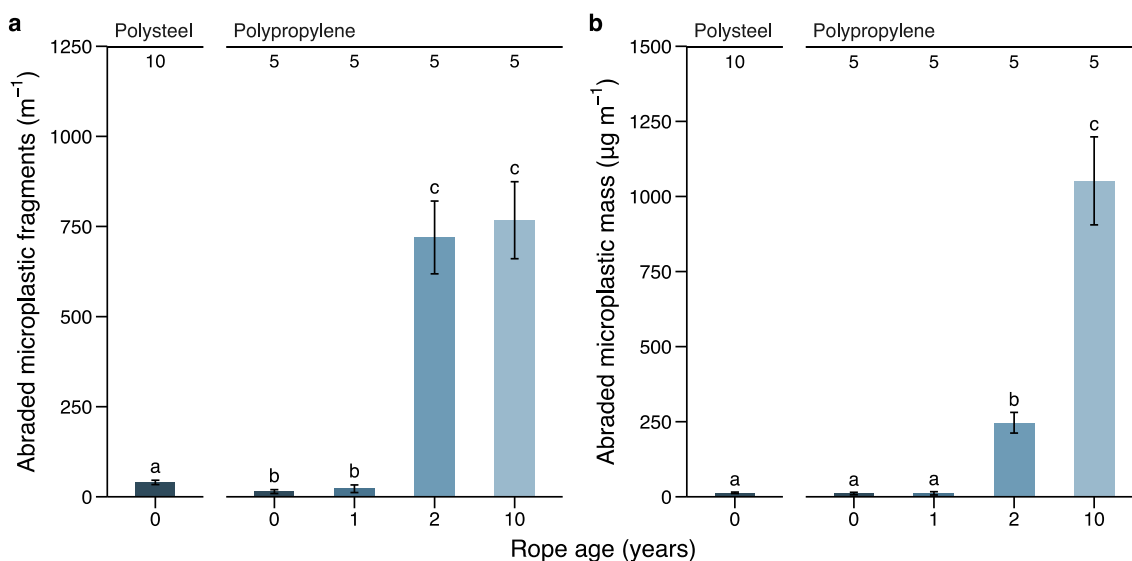 a
Polysteel Polypropylene
10 5 5 5 5
1250
1000
750
500
250
0
Abraded microplastic fragments (m⁻¹)
a b b c c
0 0 1 2 10
b
Polysteel Polypropylene
10 5 5 5 5
1500
1250
1000
750
500
250
0
Abraded microplastic mass (µg m⁻¹)
a a a b c
0 0 1 2 10
Rope age (years)